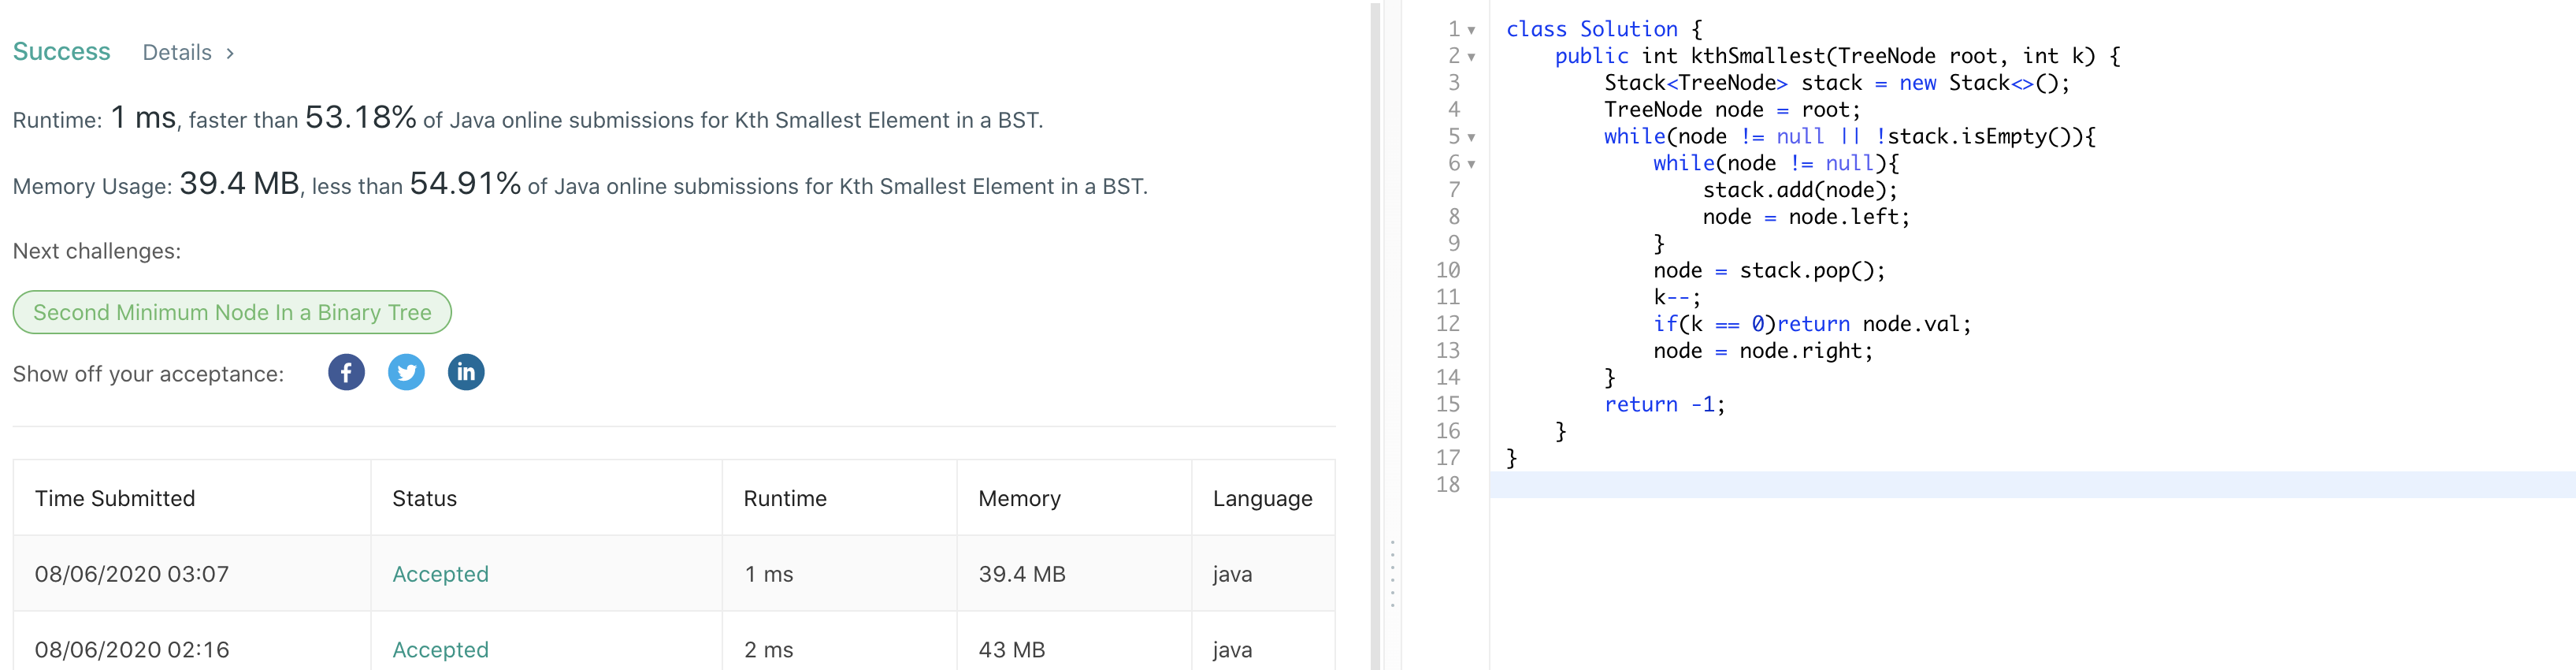 Success Details >
Runtime: 1 ms, faster than 53.18% of Java online submissions for Kth Smallest Element in a BST.
Memory Usage: 39.4 MB, less than 54.91% of Java online submissions for Kth Smallest Element in a BST.
Next challenges:
Second Minimum Node In a Binary Tree
Show off your acceptance: f in
Time Submitted Status Runtime Memory Language
08/06/2020 03:07 Accepted 1 ms 39.4 MB java
08/06/2020 02:16 Accepted 2 ms 43 MB java
1 class Solution {
2     public int kthSmallest(TreeNode root, int k) {
3         Stack<TreeNode> stack = new Stack<>();
4         TreeNode node = root;
5         while(node != null || !stack.isEmpty()){
6             while(node != null){
7                 stack.add(node);
8                 node = node.left;
9             }
10             node = stack.pop();
11             k--;
12             if(k == 0)return node.val;
13             node = node.right;
14         }
15         return -1;
16     }
17 }
18